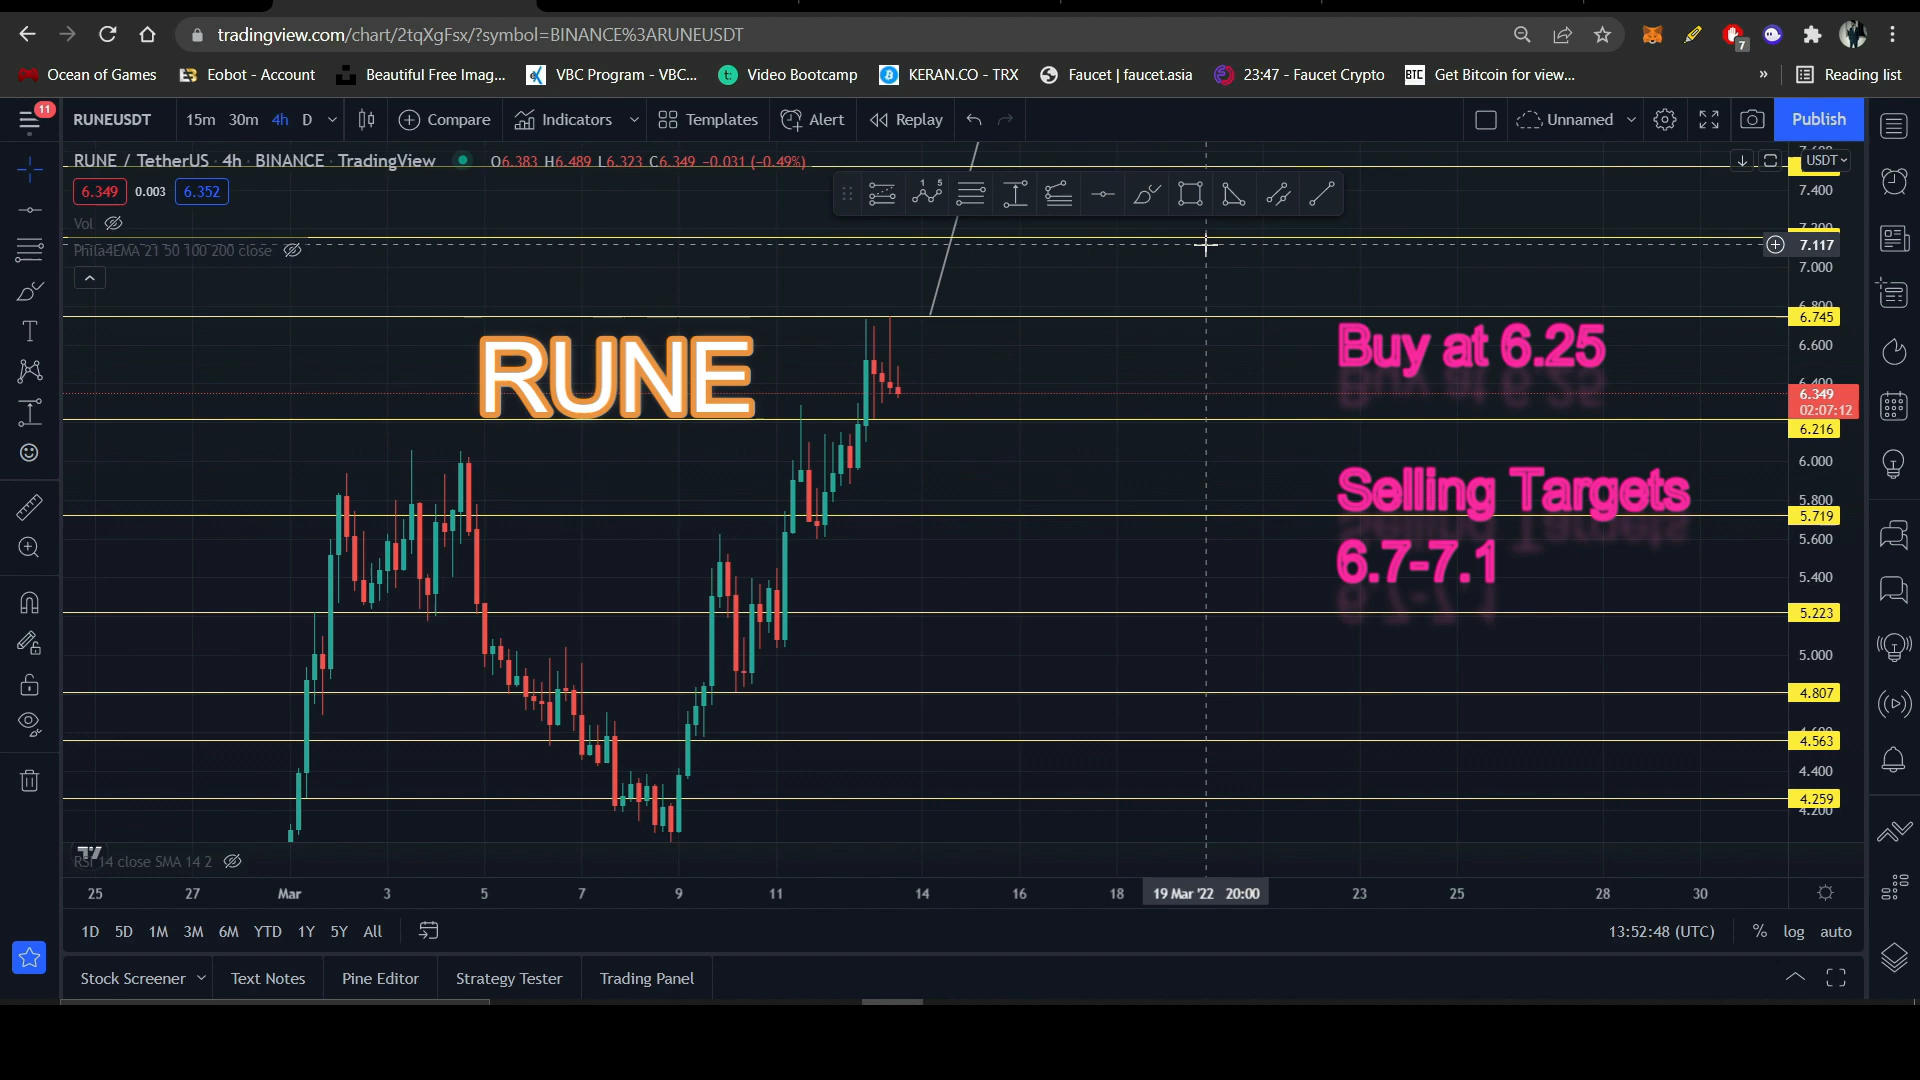 tradingview.com/chart/2tqXgFsx/?symbol=BINANCE%3ARUNEUSDT
7
Ocean of Games
Eobot - Account
Beautiful Free Imag...
VBC Program - VBC...
Video Bootcamp
KERAN.CO - TRX
Faucet | faucet.asia
23:47 - Faucet Crypto
BTC
Get Bitcoin for view...
»
Reading list
11
RUNEUSDT
15m 30m 4h D
Compare
Indicators
Templates
Alert
Replay
Unnamed
Publish
RUNE / TetherUS · 4h · BINANCE · TradingView
O6.383 H6.489 L6.323 C6.349 −0.031 (−0.49%)
USDT
6.349 0.003 6.352
7.400
Vol
Phila4EMA 21 50 100 200 close
7.117
7.000
6.745
RUNE
Buy at 6.25
6.600
6.349
02:07:12
6.216
6.000
Selling Targets
5.800
5.719
6.7-7.1
5.600
5.400
5.223
5.000
4.807
4.563
4.400
4.259
4.200
RSI 14 close SMA 14 2
25 27 Mar 3 5 7 9 11 14 16 18 19 Mar '22 20:00 23 25 28 30
1D 5D 1M 3M 6M YTD 1Y 5Y All
13:52:48 (UTC) % log auto
Stock Screener
Text Notes
Pine Editor
Strategy Tester
Trading Panel